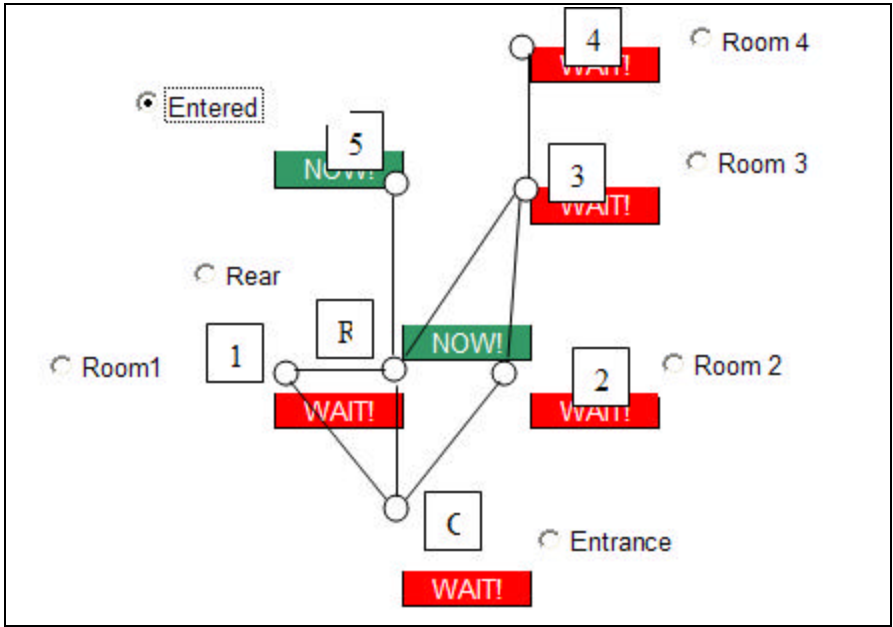 4
Room 4
WAIT!
Entered
5
NOW!
3
Room 3
WAIT!
Rear
R
NOW!
1
Room1
2
Room 2
WAIT!
WAIT!
C
Entrance
WAIT!